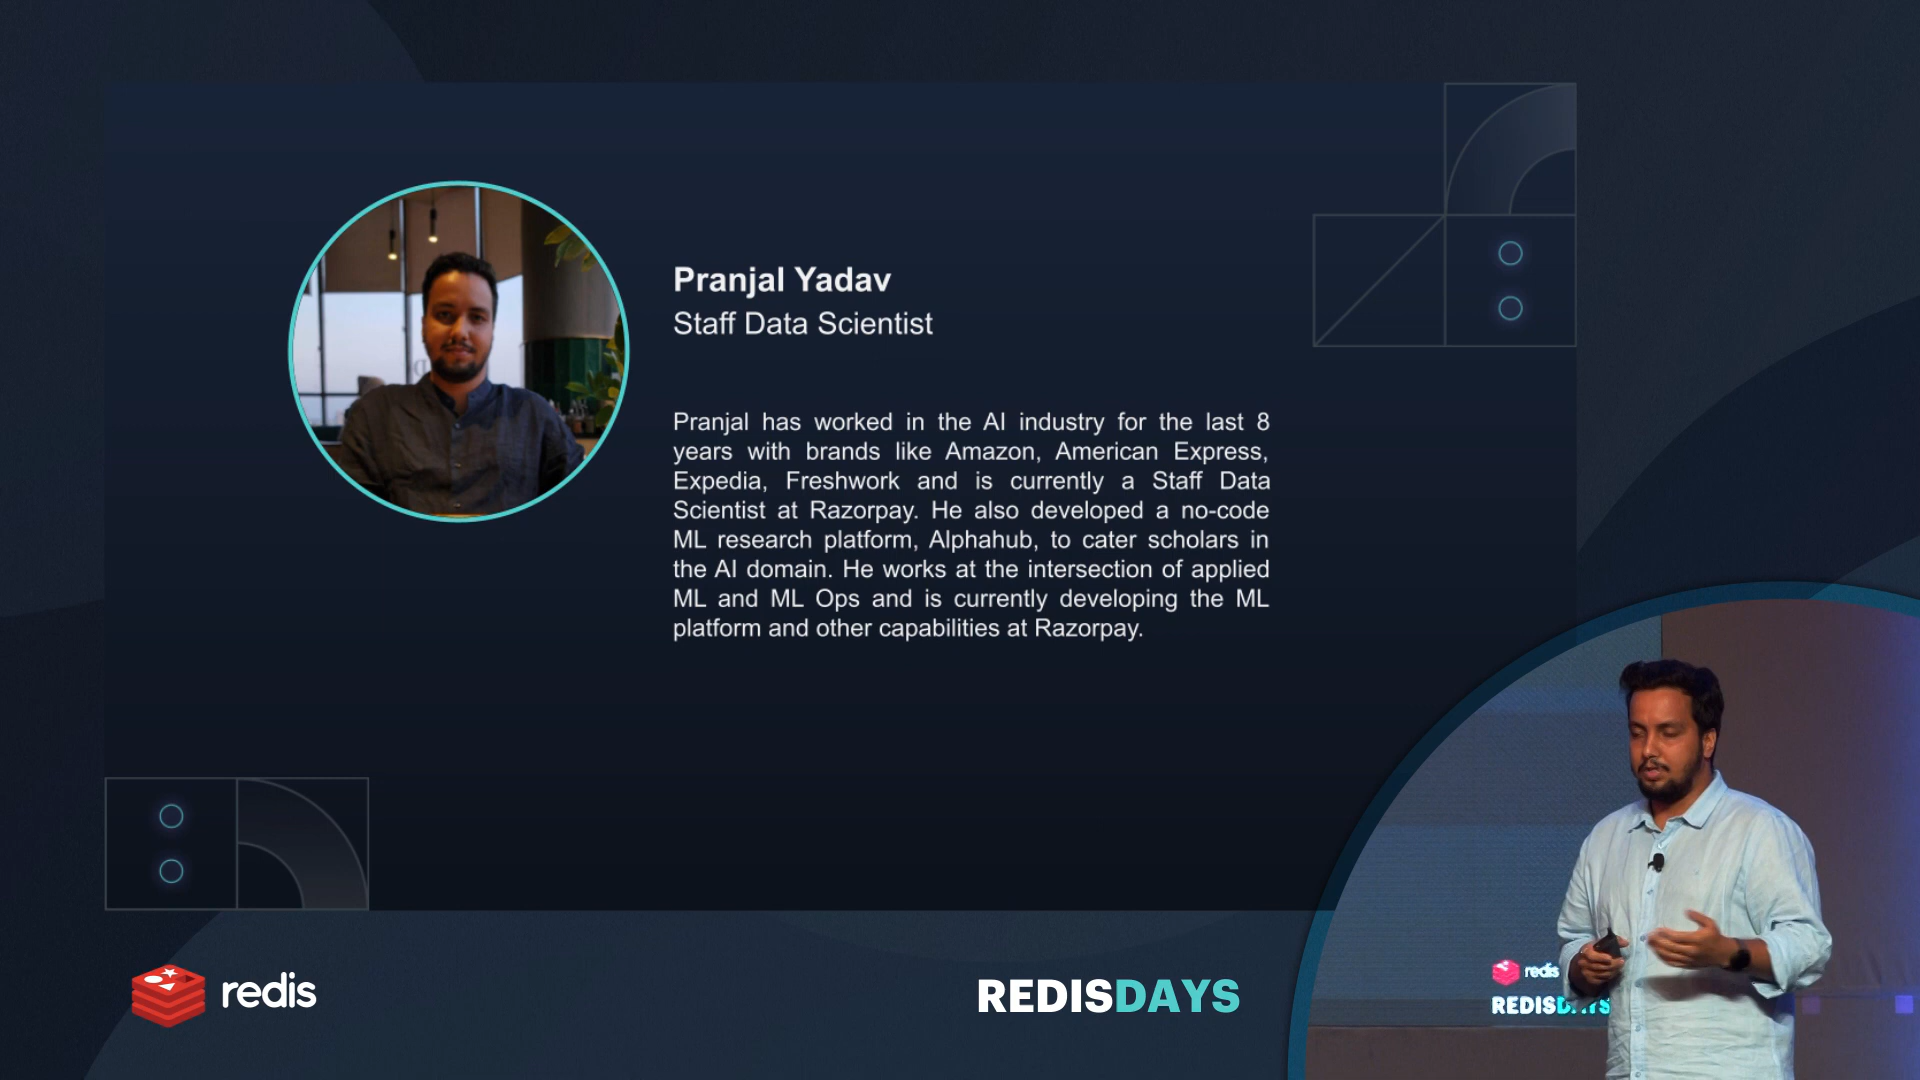 Pranjal Yadav
Staff Data Scientist
Pranjal has worked in the AI industry for the last 8
years with brands like Amazon, American Express,
Expedia, Freshwork and is currently a Staff Data
Scientist at Razorpay. He also developed a no-code
ML research platform, Alphahub, to cater scholars in
the AI domain. He works at the intersection of applied
ML and ML Ops and is currently developing the ML
platform and other capabilities at Razorpay.
redis
REDISDAYS
redis
REDISDAYS